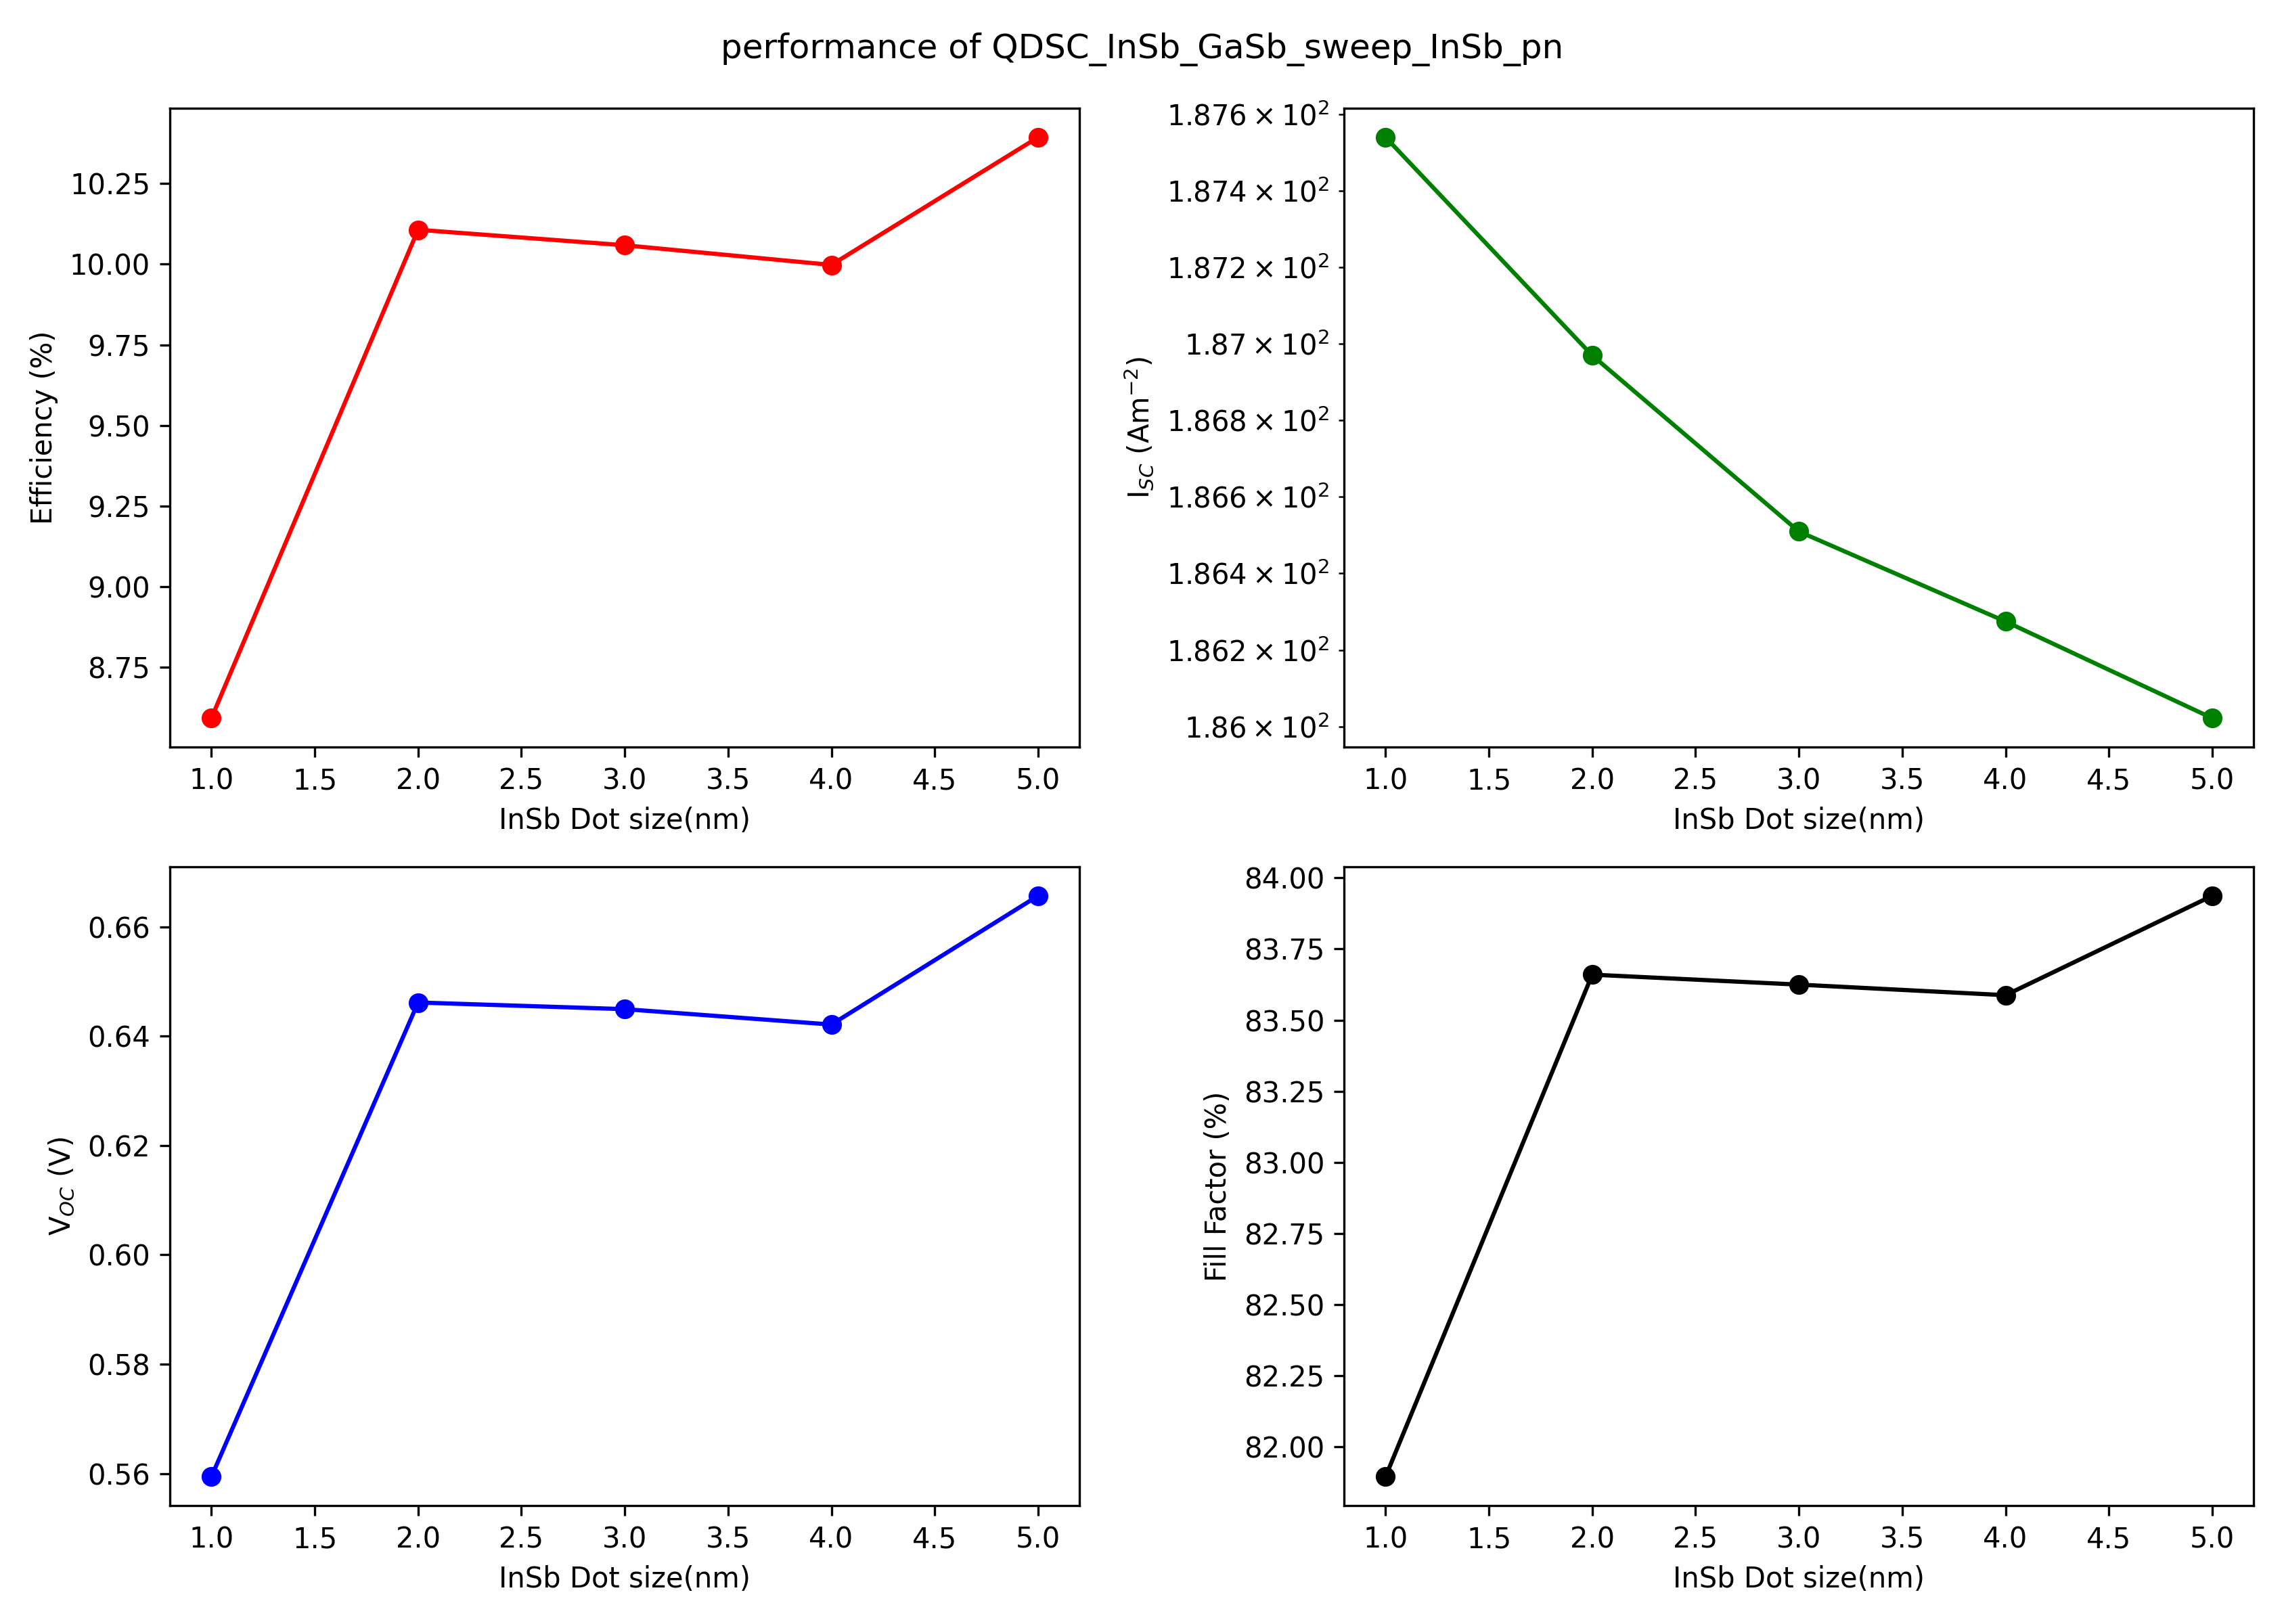 performance of QDSC_InSb_GaSb_sweep_InSb_pn
Efficiency (%)
10.25
10.00
9.75
9.50
9.25
9.00
8.75
1.0 1.5 2.0 2.5 3.0 3.5 4.0 4.5 5.0
InSb Dot size(nm)
I_SC (Am⁻²)
1.876 × 10²
1.874 × 10²
1.872 × 10²
1.87 × 10²
1.868 × 10²
1.866 × 10²
1.864 × 10²
1.862 × 10²
1.86 × 10²
1.0 1.5 2.0 2.5 3.0 3.5 4.0 4.5 5.0
InSb Dot size(nm)
V_OC (V)
0.66
0.64
0.62
0.60
0.58
0.56
1.0 1.5 2.0 2.5 3.0 3.5 4.0 4.5 5.0
InSb Dot size(nm)
Fill Factor (%)
84.00
83.75
83.50
83.25
83.00
82.75
82.50
82.25
82.00
1.0 1.5 2.0 2.5 3.0 3.5 4.0 4.5 5.0
InSb Dot size(nm)